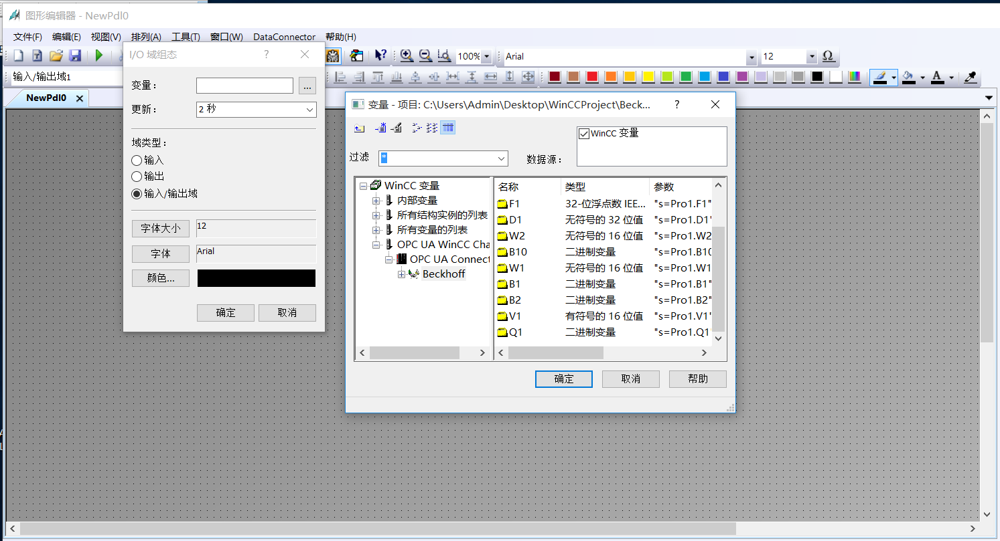 图形编辑器 - NewPdl0
文件(F) 编辑(E) 视图(V) 排列(A) 工具(T) 窗口(W) DataConnector 帮助(H)
100% Arial 12 Ω
输入/输出域1
NewPdl0
I/O 域组态 ?
变量：
...
更新：
2 秒
域类型：
输入
输出
输入/输出域
字体大小 12
字体 Arial
颜色...
确定 取消
变量 - 项目: C:\Users\Admin\Desktop\WinCCProject\Beck... ?
WinCC 变量
过滤 * 数据源：
WinCC 变量
内部变量
所有结构实例的列表
所有变量的列表
OPC UA WinCC Cha
OPC UA Connect
Beckhoff
名称 类型 参数
F1 32-位浮点数 IEE... "s=Pro1.F1"
D1 无符号的 32 位值 "s=Pro1.D1"
W2 无符号的 16 位值 "s=Pro1.W2
B10 二进制变量 "s=Pro1.B10
W1 无符号的 16 位值 "s=Pro1.W1
B1 二进制变量 "s=Pro1.B1"
B2 二进制变量 "s=Pro1.B2"
V1 有符号的 16 位值 "s=Pro1.V1"
Q1 二进制变量 "s=Pro1.Q1
确定 取消 帮助